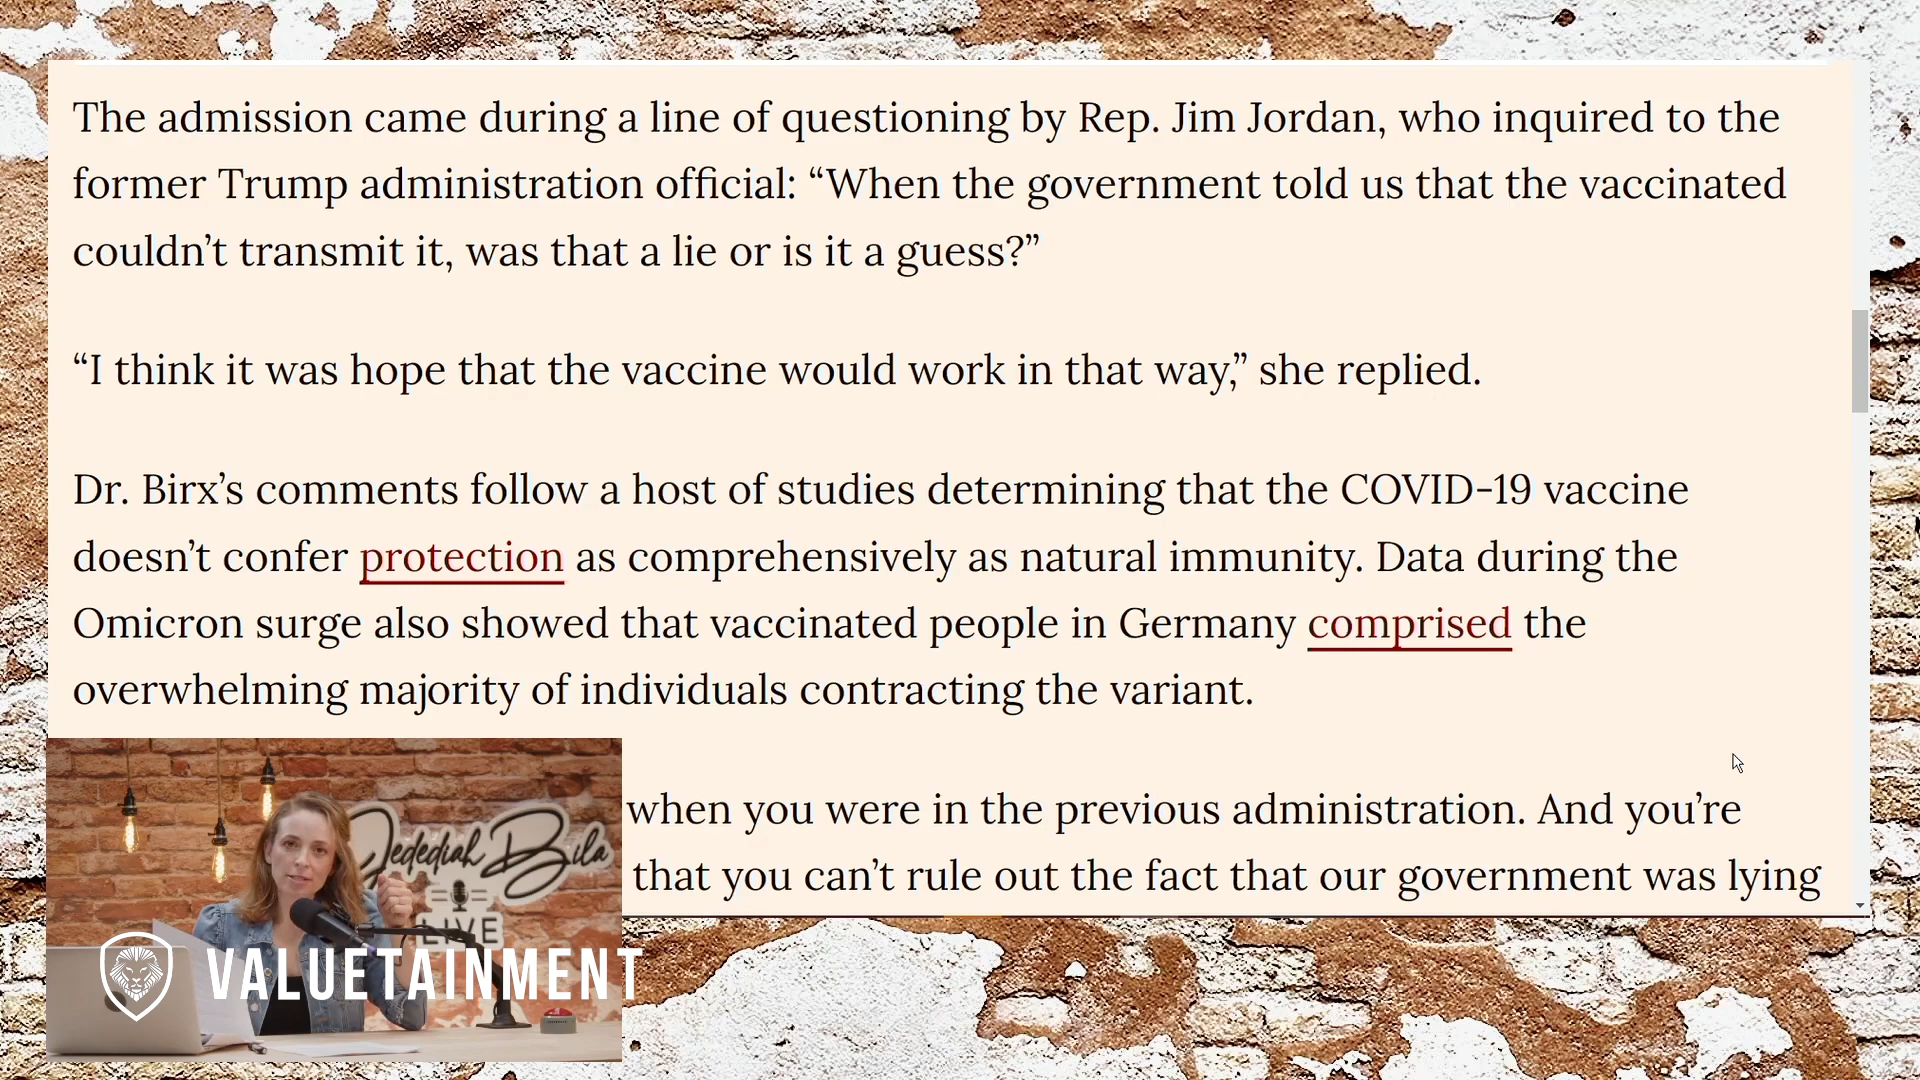 The admission came during a line of questioning by Rep. Jim Jordan, who inquired to the
former Trump administration official: “When the government told us that the vaccinated
couldn’t transmit it, was that a lie or is it a guess?”
“I think it was hope that the vaccine would work in that way,” she replied.
Dr. Birx’s comments follow a host of studies determining that the COVID-19 vaccine
doesn’t confer protection as comprehensively as natural immunity. Data during the
Omicron surge also showed that vaccinated people in Germany comprised the
overwhelming majority of individuals contracting the variant.
when you were in the previous administration. And you’re
that you can’t rule out the fact that our government was lying
Jedediah Bila
LIVE
VALUETAINMENT